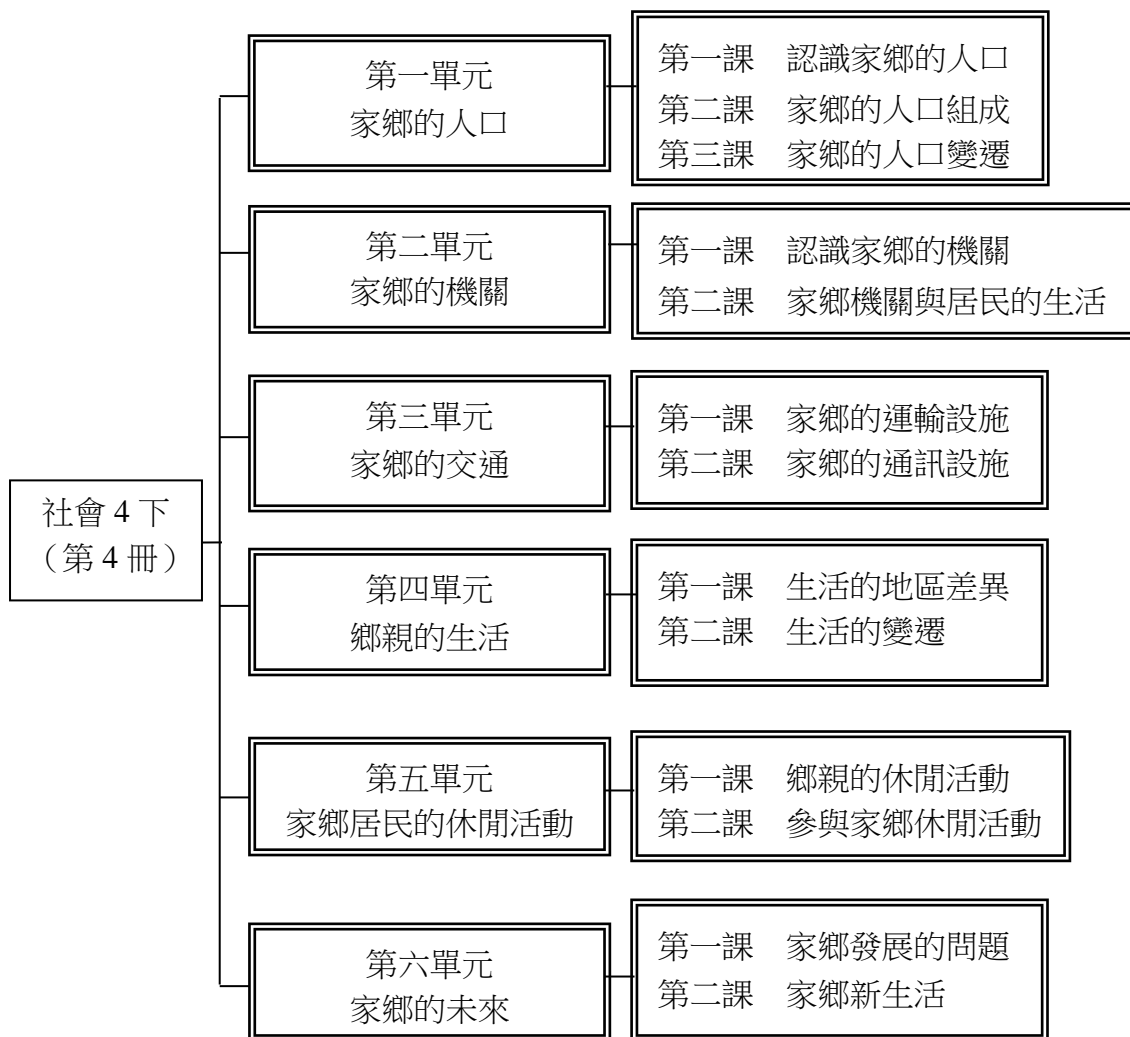 社會 4 下
（第 4 冊）
第一單元
家鄉的人口
第一課　認識家鄉的人口
第二課　家鄉的人口組成
第三課　家鄉的人口變遷
第二單元
家鄉的機關
第一課　認識家鄉的機關
第二課　家鄉機關與居民的生活
第三單元
家鄉的交通
第一課　家鄉的運輸設施
第二課　家鄉的通訊設施
第四單元
鄉親的生活
第一課　生活的地區差異
第二課　生活的變遷
第五單元
家鄉居民的休閒活動
第一課　鄉親的休閒活動
第二課　參與家鄉休閒活動
第六單元
家鄉的未來
第一課　家鄉發展的問題
第二課　家鄉新生活